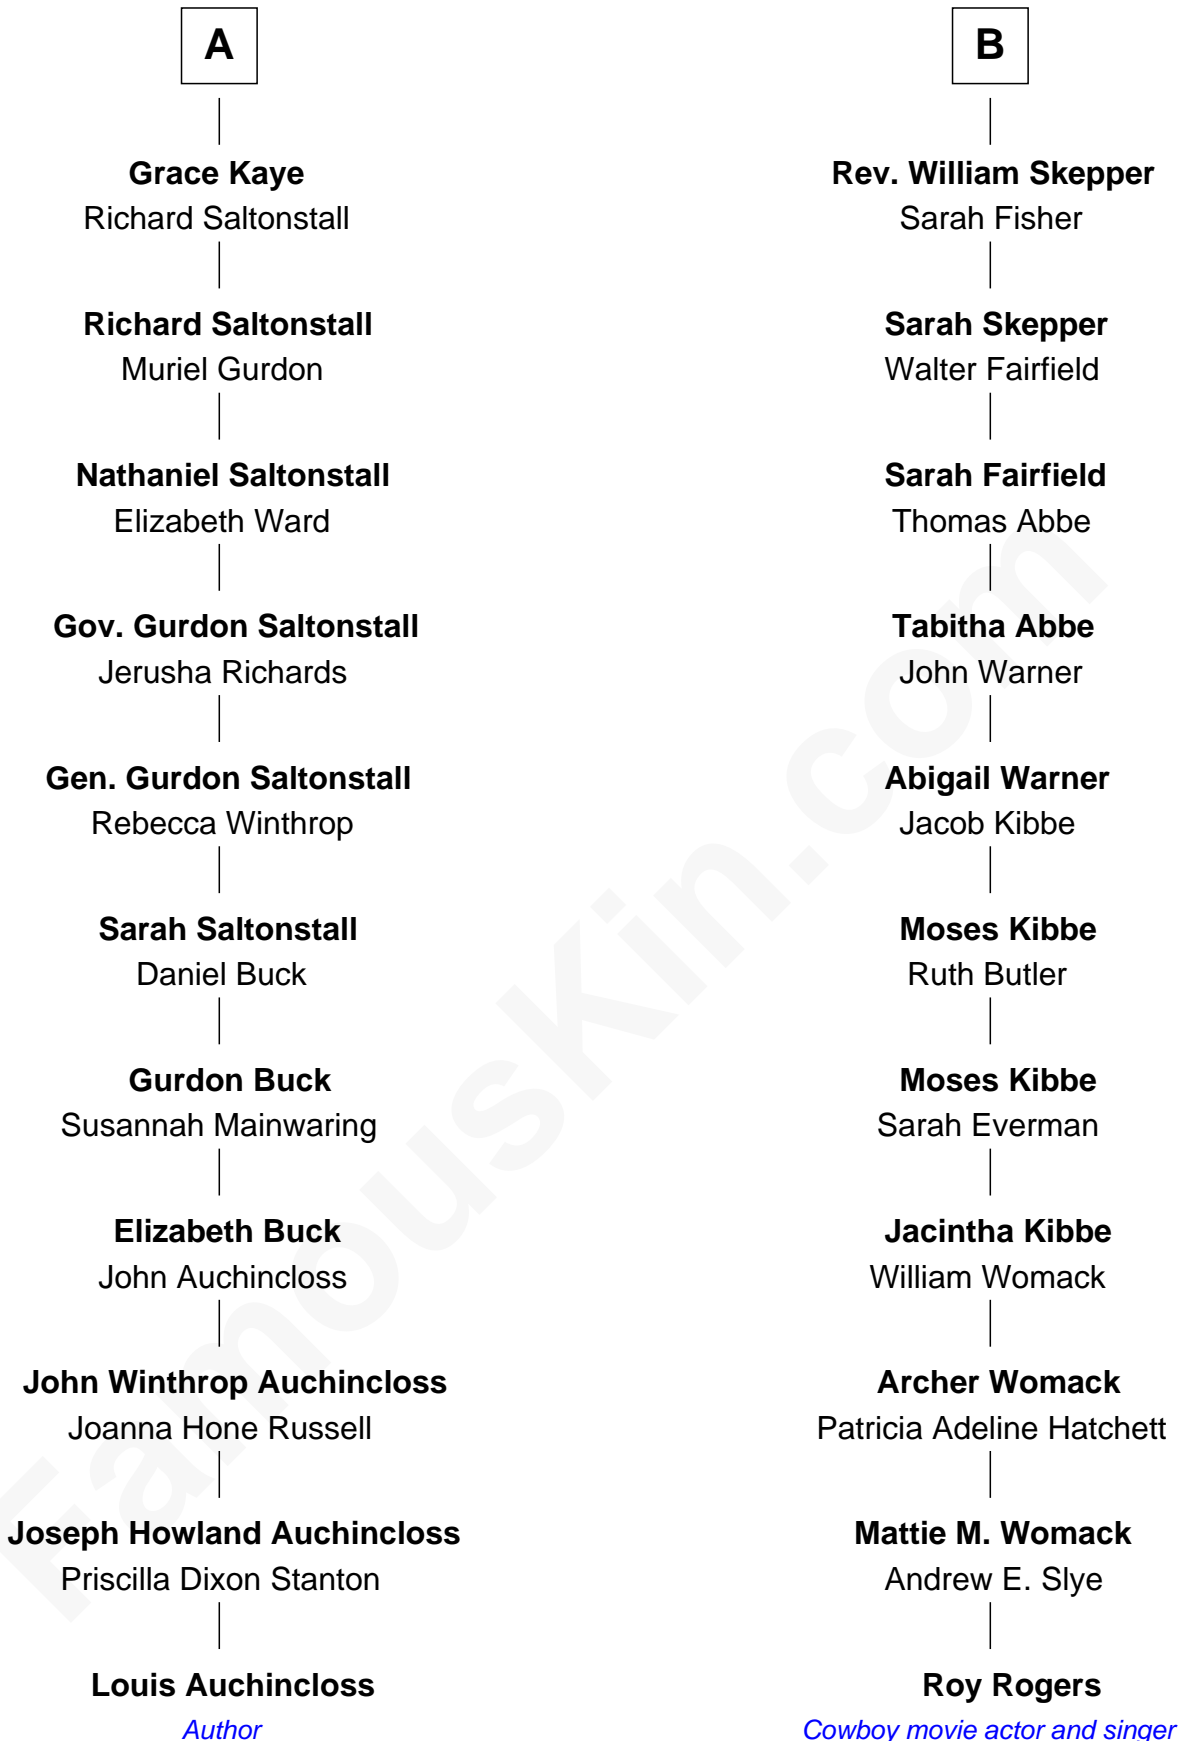 A
Grace Kaye
Richard Saltonstall
Richard Saltonstall
Muriel Gurdon
Nathaniel Saltonstall
Elizabeth Ward
Gov. Gurdon Saltonstall
Jerusha Richards
Gen. Gurdon Saltonstall
Rebecca Winthrop
Sarah Saltonstall
Daniel Buck
Gurdon Buck
Susannah Mainwaring
Elizabeth Buck
John Auchincloss
John Winthrop Auchincloss
Joanna Hone Russell
Joseph Howland Auchincloss
Priscilla Dixon Stanton
Louis Auchincloss
Author
B
Rev. William Skepper
Sarah Fisher
Sarah Skepper
Walter Fairfield
Sarah Fairfield
Thomas Abbe
Tabitha Abbe
John Warner
Abigail Warner
Jacob Kibbe
Moses Kibbe
Ruth Butler
Moses Kibbe
Sarah Everman
Jacintha Kibbe
William Womack
Archer Womack
Patricia Adeline Hatchett
Mattie M. Womack
Andrew E. Slye
Roy Rogers
Cowboy movie actor and singer
FamousKin.com